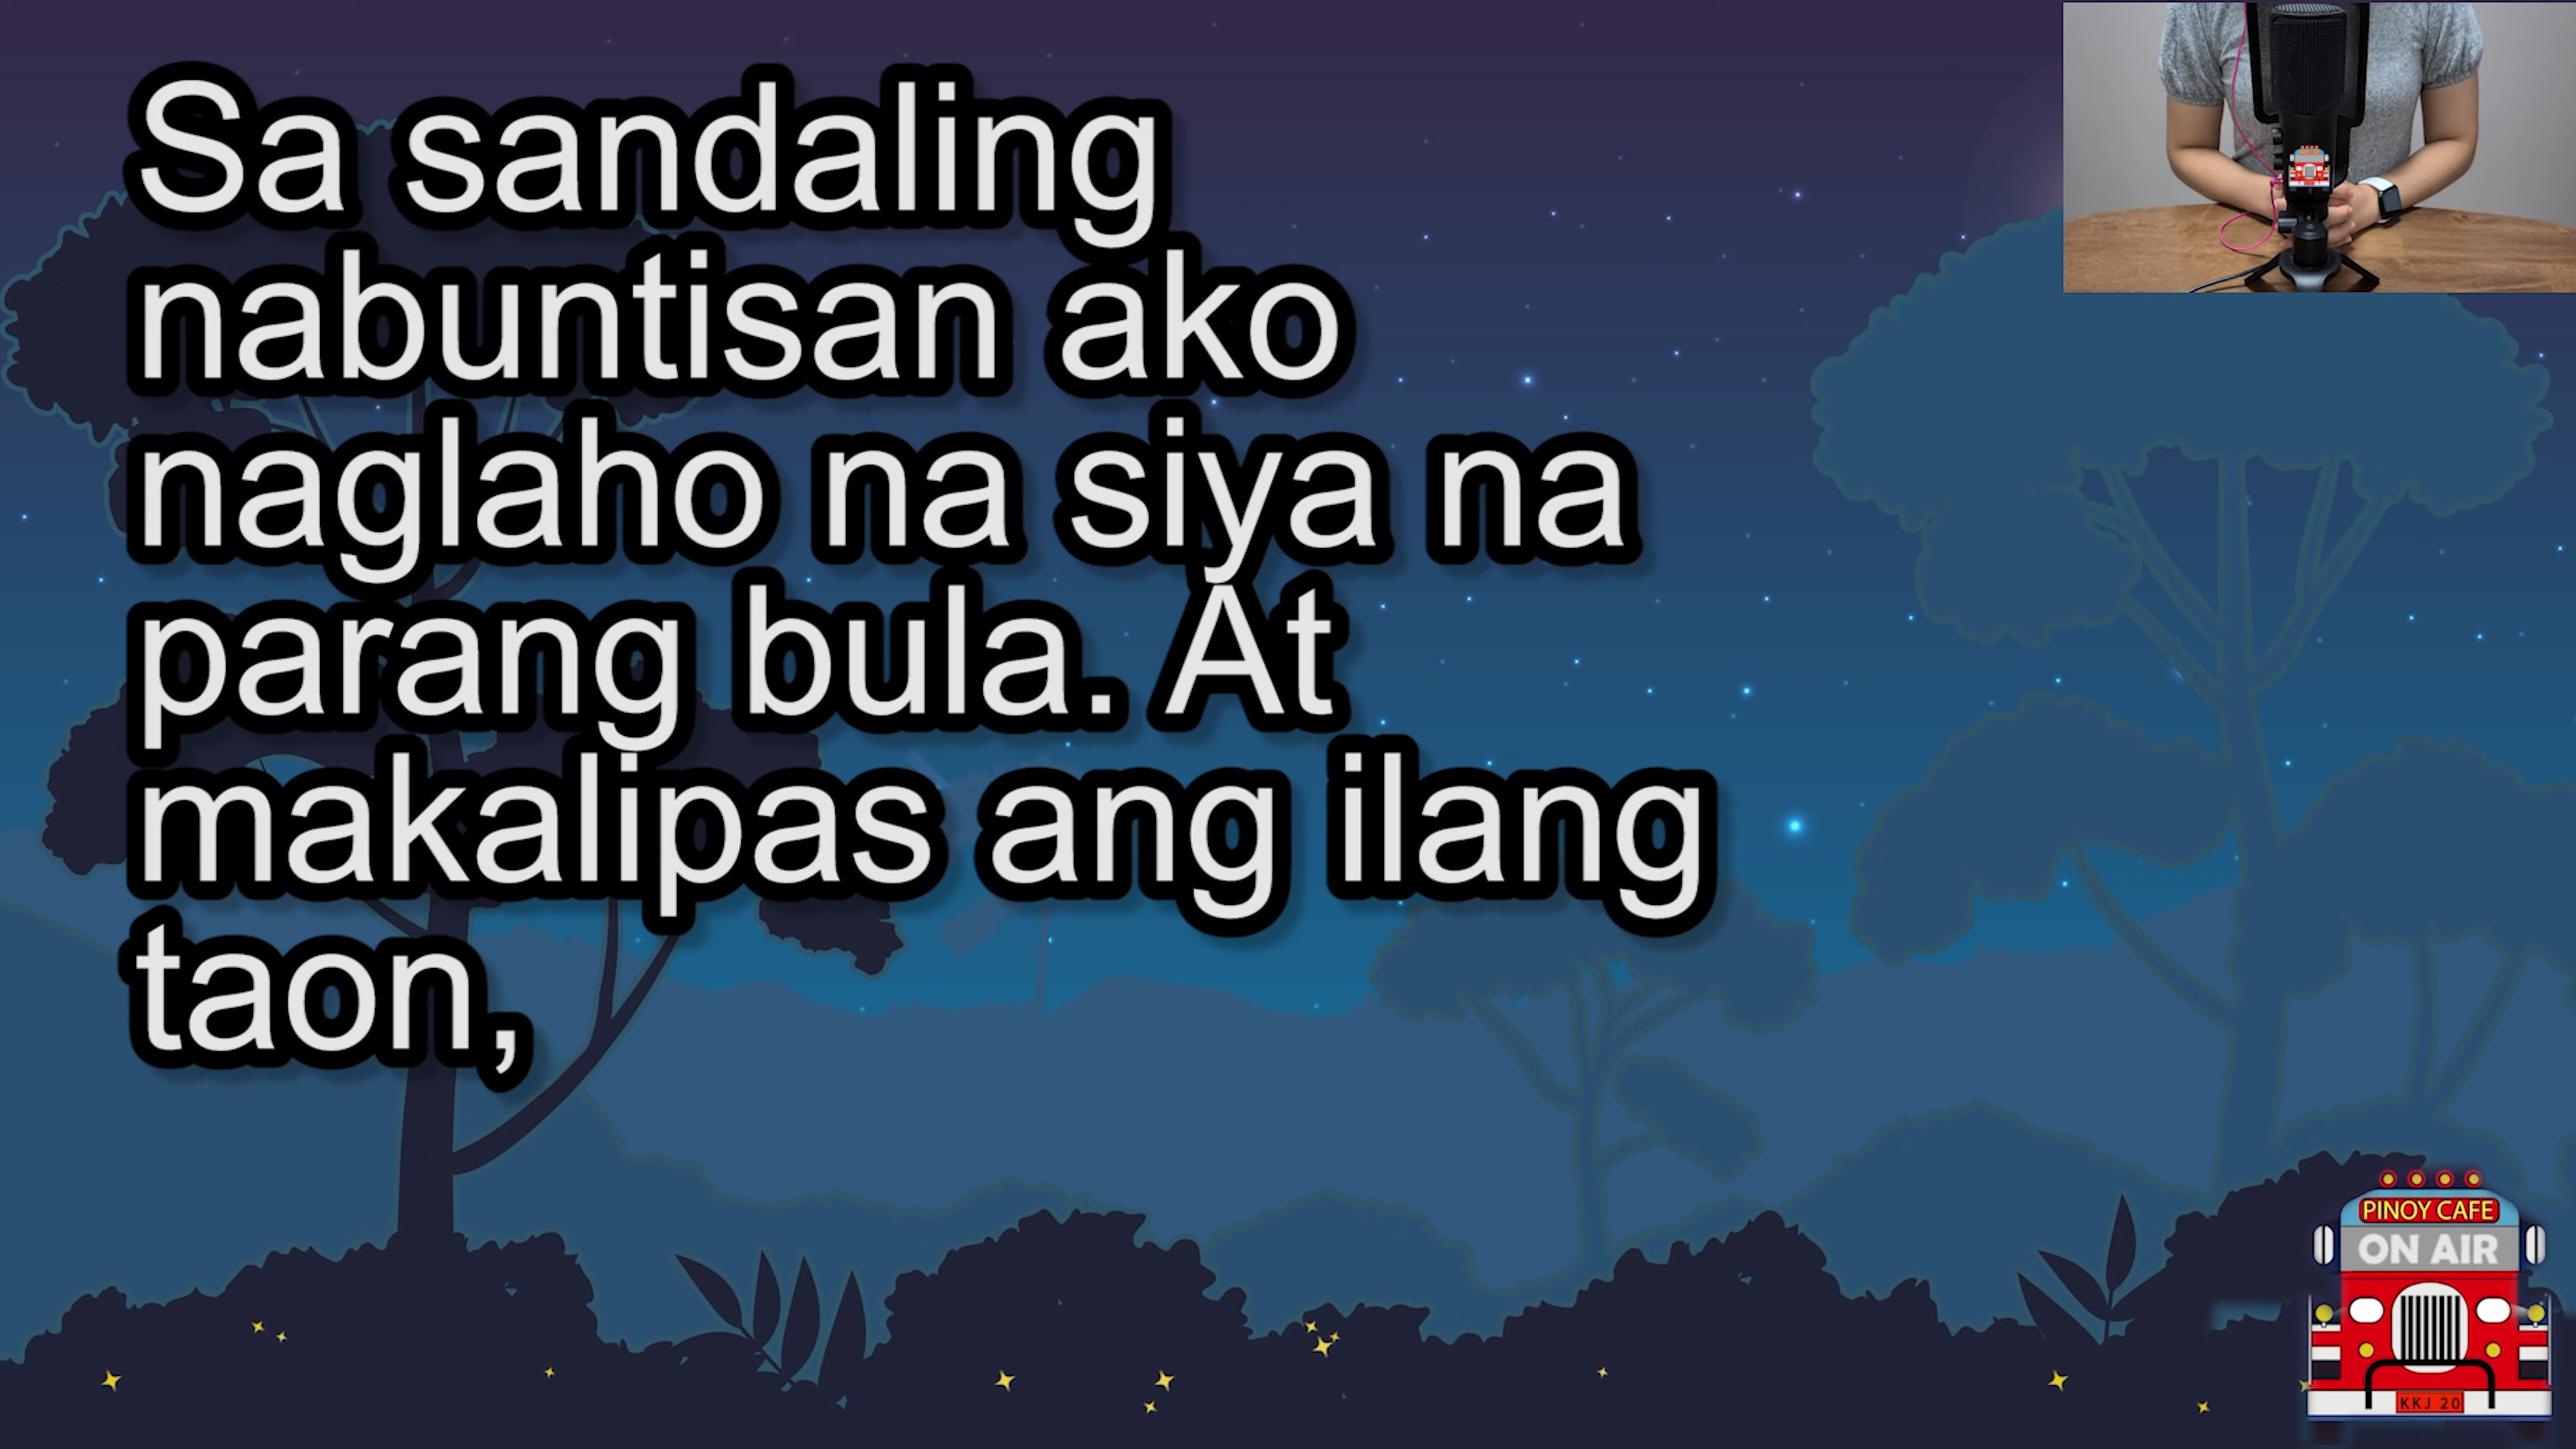 Sa sandaling
nabuntisan ako
naglaho na siya na
parang bula. At
makalipas ang ilang
taon,
PINOY CAFE
ON AIR
KKJ 20